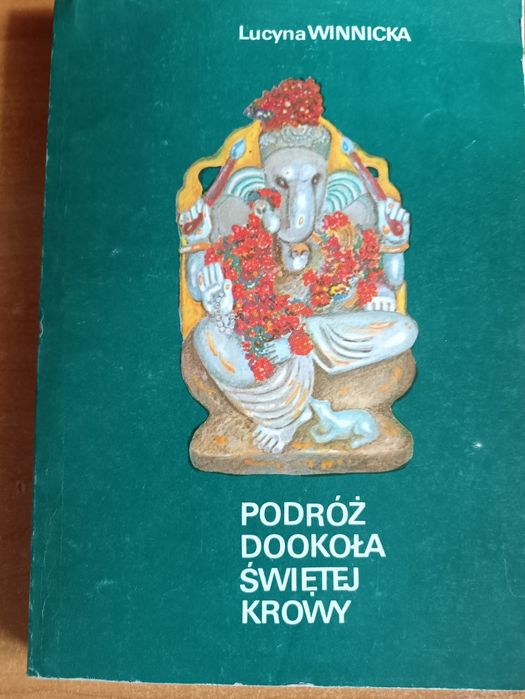 Lucyna WINNICKA
PODRÓŻ
DOOKOŁA
ŚWIĘTEJ
KROWY